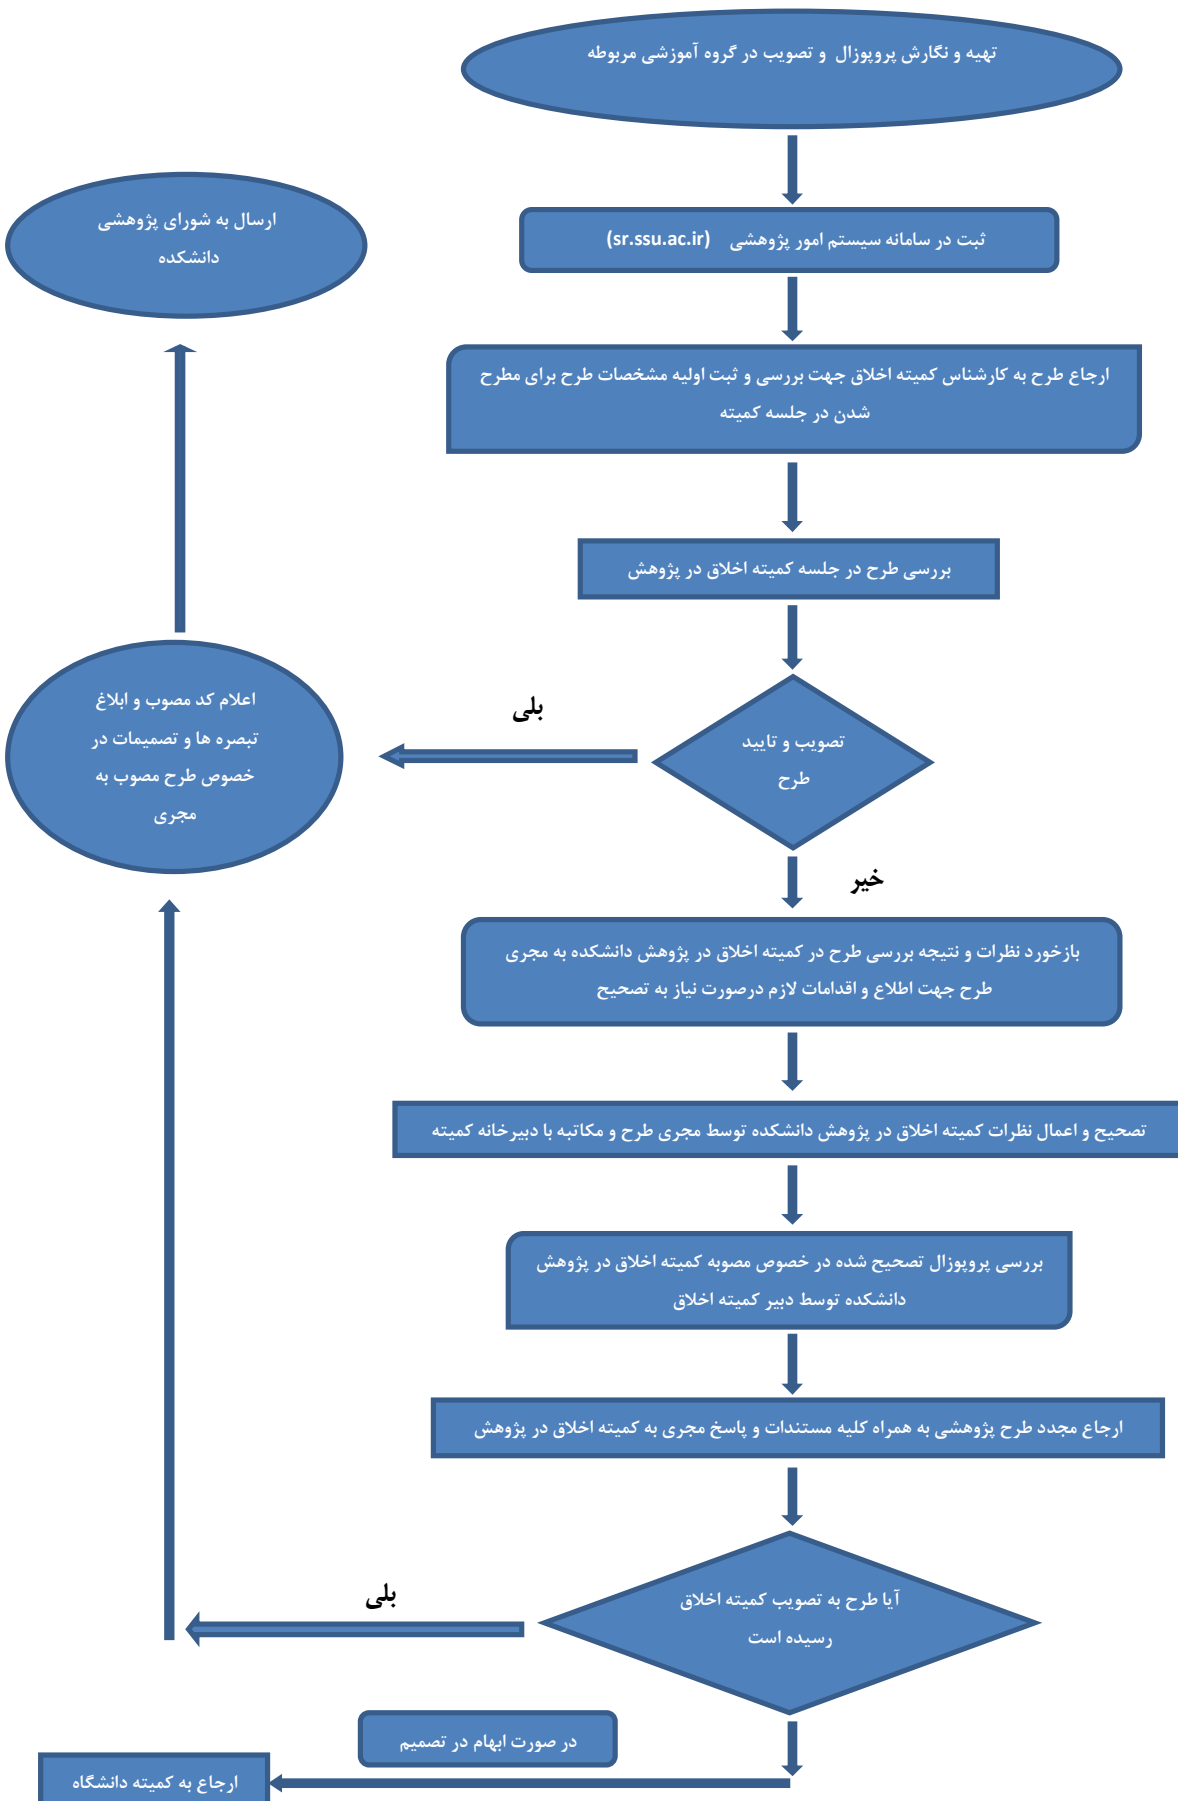 تهیه و نگارش پروپوزال و تصویب در گروه آموزشی مربوطه
ثبت در سامانه سیستم امور پژوهشی (sr.ssu.ac.ir)
ارجاع طرح به کارشناس کمیته اخلاق جهت بررسی و ثبت اولیه مشخصات طرح برای مطرح
شدن در جلسه کمیته
بررسی طرح در جلسه کمیته اخلاق در پژوهش
تصویب و تایید
طرح
بلی
اعلام کد مصوب و ابلاغ
تبصره ها و تصمیمات در
خصوص طرح مصوب به
مجری
ارسال به شورای پژوهشی
دانشکده
خیر
بازخورد نظرات و نتیجه بررسی طرح در کمیته اخلاق در پژوهش دانشکده به مجری
طرح جهت اطلاع و اقدامات لازم درصورت نیاز به تصحیح
تصحیح و اعمال نظرات کمیته اخلاق در پژوهش دانشکده توسط مجری طرح و مکاتبه با دبیرخانه کمیته
بررسی پروپوزال تصحیح شده در خصوص مصوبه کمیته اخلاق در پژوهش
دانشکده توسط دبیر کمیته اخلاق
ارجاع مجدد طرح پژوهشی به همراه کلیه مستندات و پاسخ مجری به کمیته اخلاق در پژوهش
آیا طرح به تصویب کمیته اخلاق
رسیده است
بلی
در صورت ابهام در تصمیم
ارجاع به کمیته دانشگاه